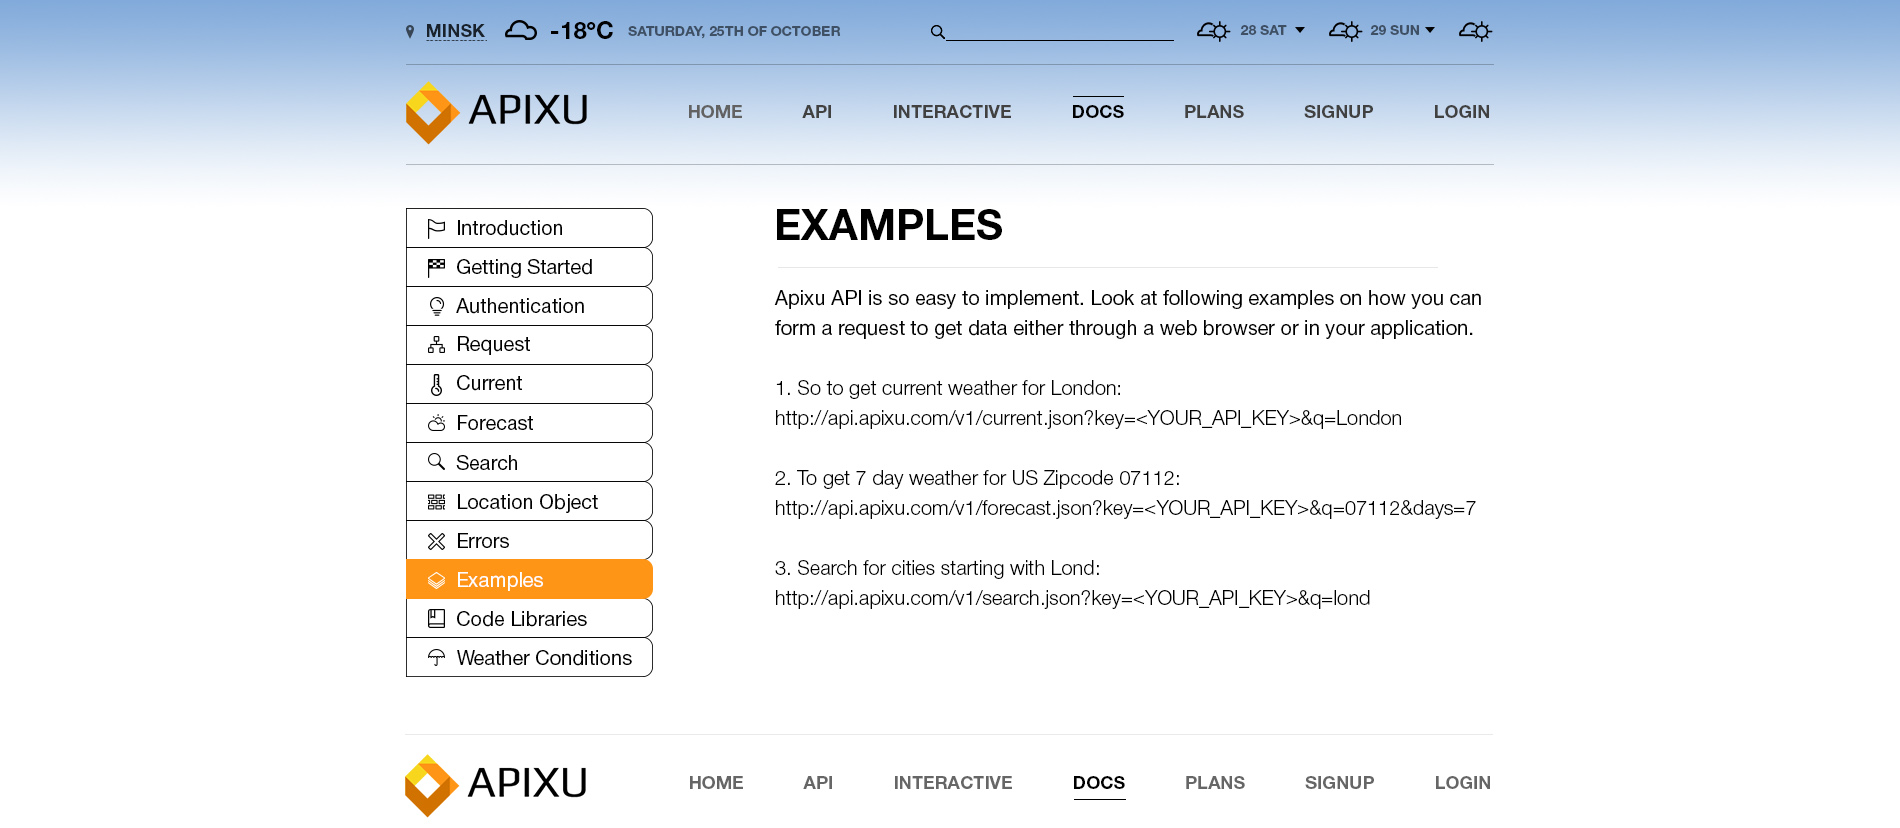 MINSK -18°C SATURDAY, 25TH OF OCTOBER 28 SAT 29 SUN
APIXU HOME API INTERACTIVE DOCS PLANS SIGNUP LOGIN
Introduction
Getting Started
Authentication
Request
Current
Forecast
Search
Location Object
Errors
Examples
Code Libraries
Weather Conditions
EXAMPLES
Apixu API is so easy to implement. Look at following examples on how you can
form a request to get data either through a web browser or in your application.
1. So to get current weather for London:
http://api.apixu.com/v1/current.json?key=<YOUR_API_KEY>&q=London
2. To get 7 day weather for US Zipcode 07112:
http://api.apixu.com/v1/forecast.json?key=<YOUR_API_KEY>&q=07112&days=7
3. Search for cities starting with Lond:
http://api.apixu.com/v1/search.json?key=<YOUR_API_KEY>&q=lond
APIXU HOME API INTERACTIVE DOCS PLANS SIGNUP LOGIN